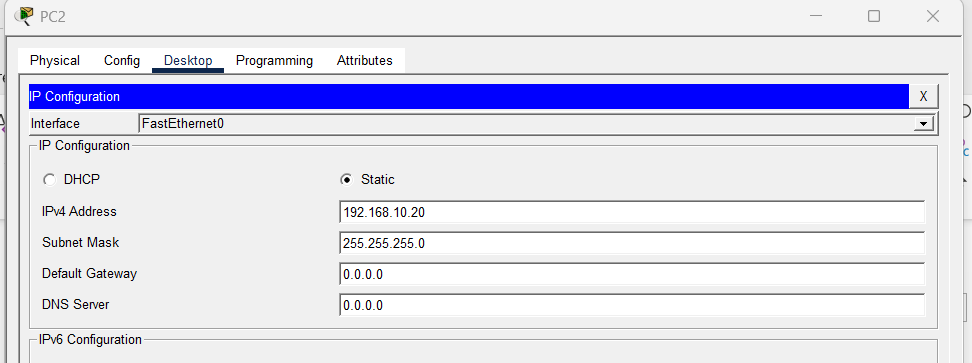 PC2
Physical Config Desktop Programming Attributes
IP Configuration X
Interface FastEthernet0
IP Configuration
DHCP Static
IPv4 Address 192.168.10.20
Subnet Mask 255.255.255.0
Default Gateway 0.0.0.0
DNS Server 0.0.0.0
IPv6 Configuration